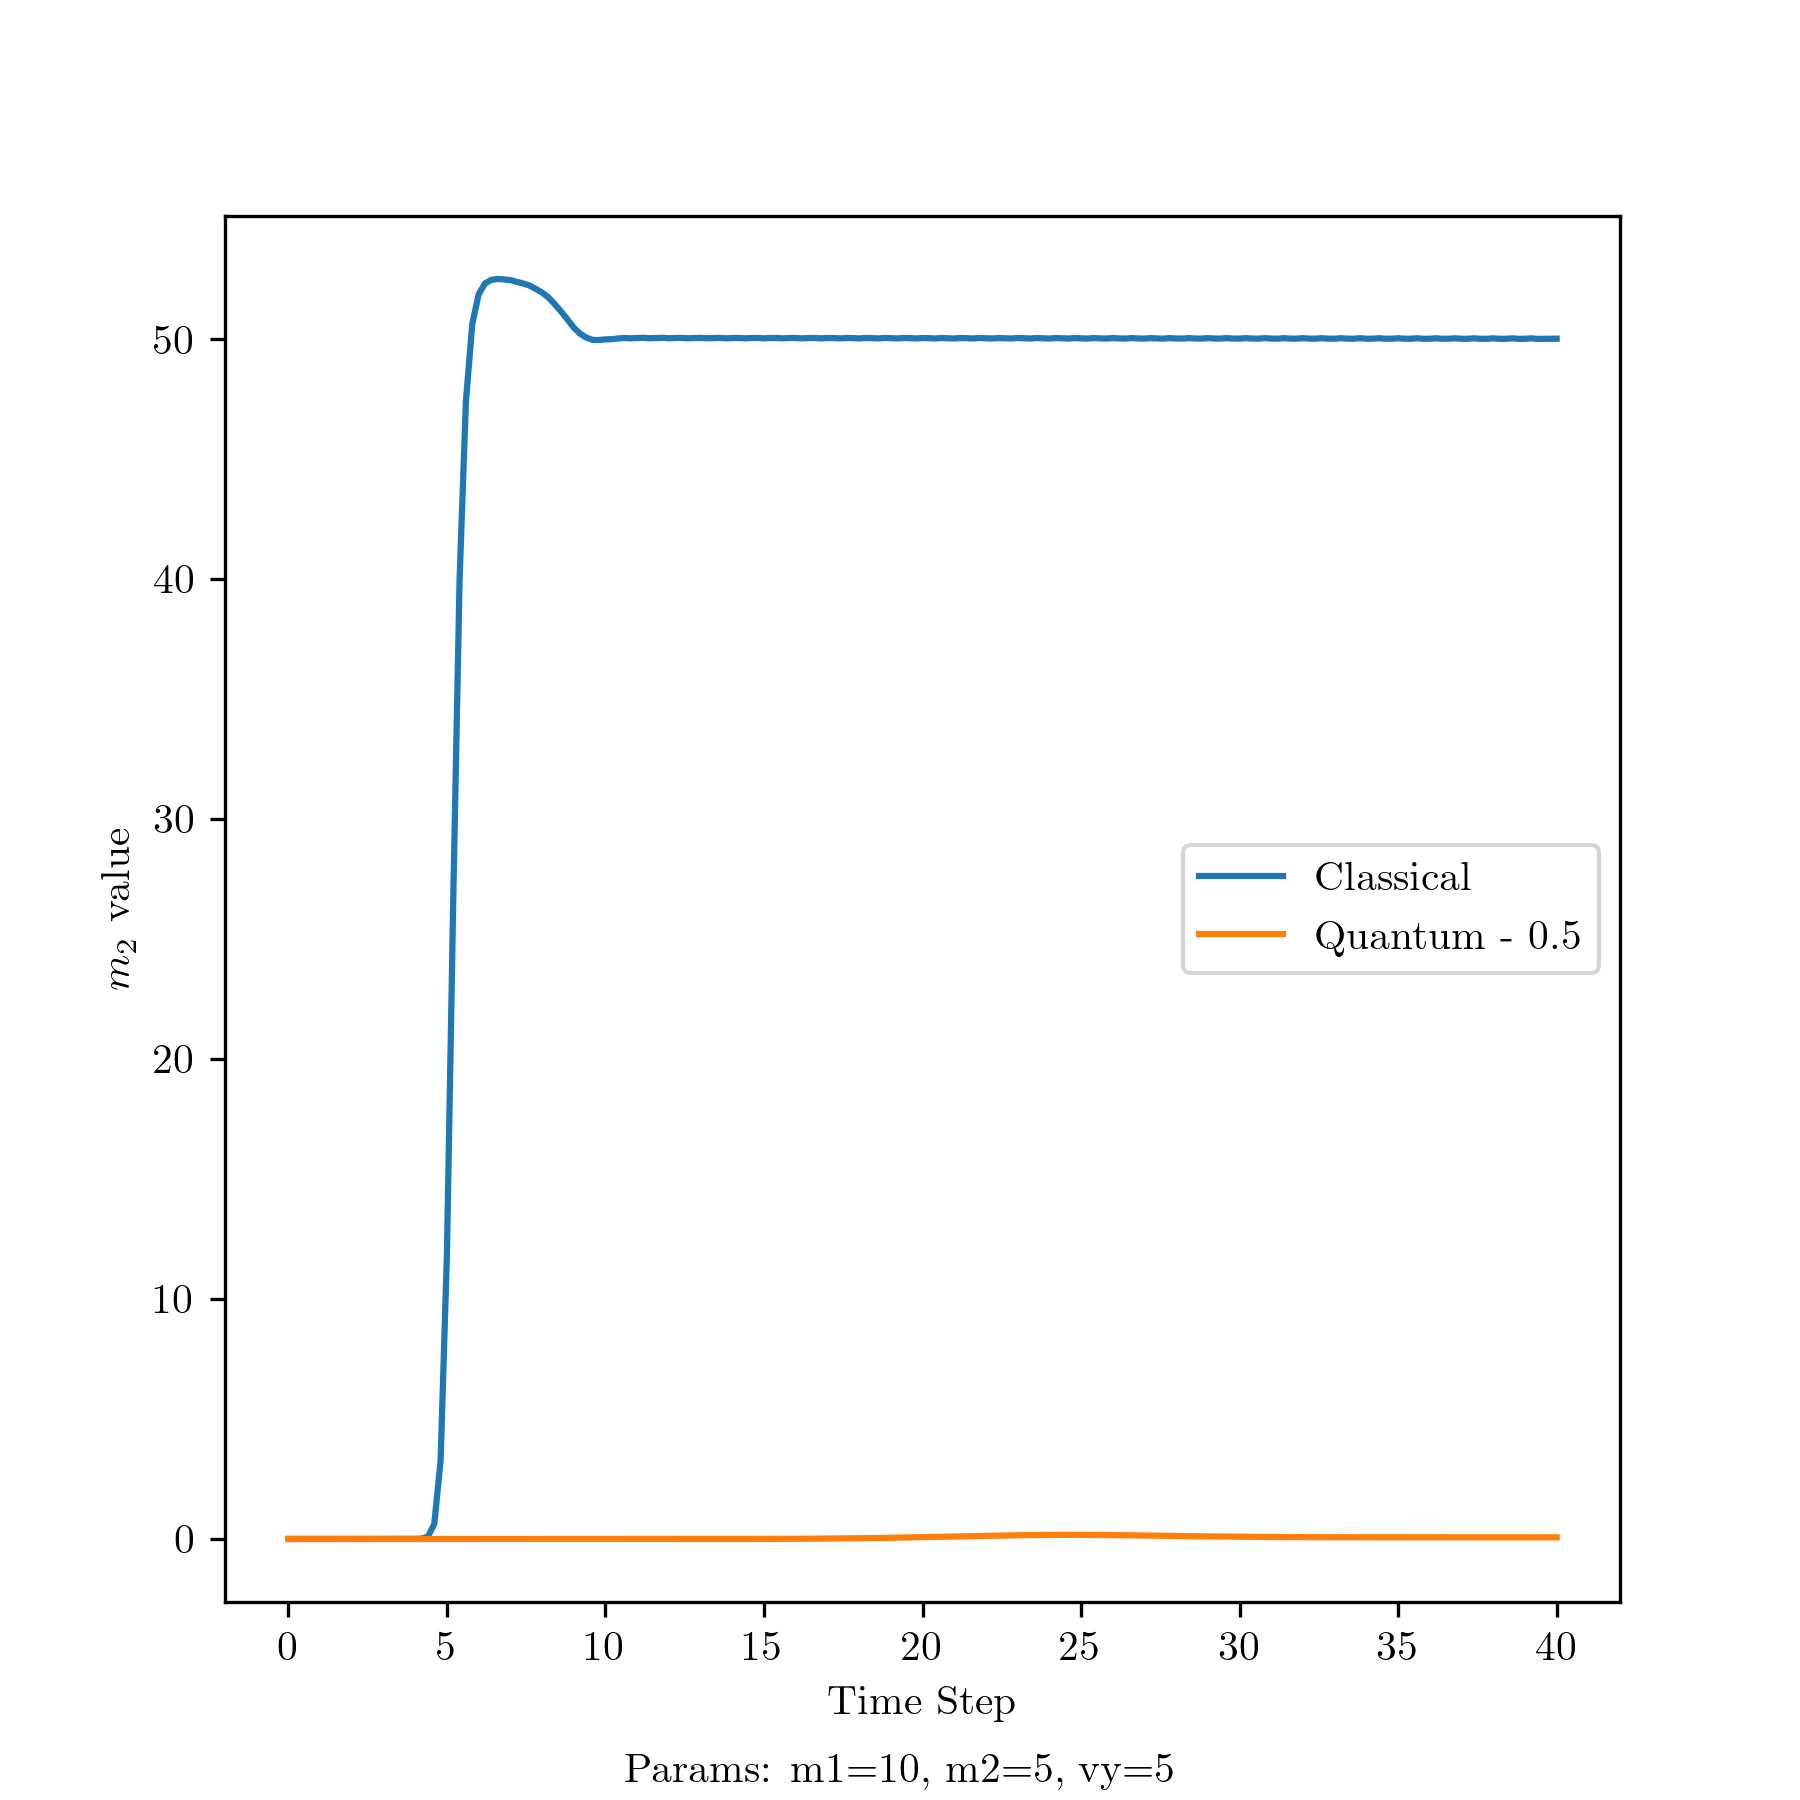 50
40
30
20
10
0
m₂ value
Classical
Quantum - 0.5
0 5 10 15 20 25 30 35 40
Time Step
Params: m1=10, m2=5, vy=5